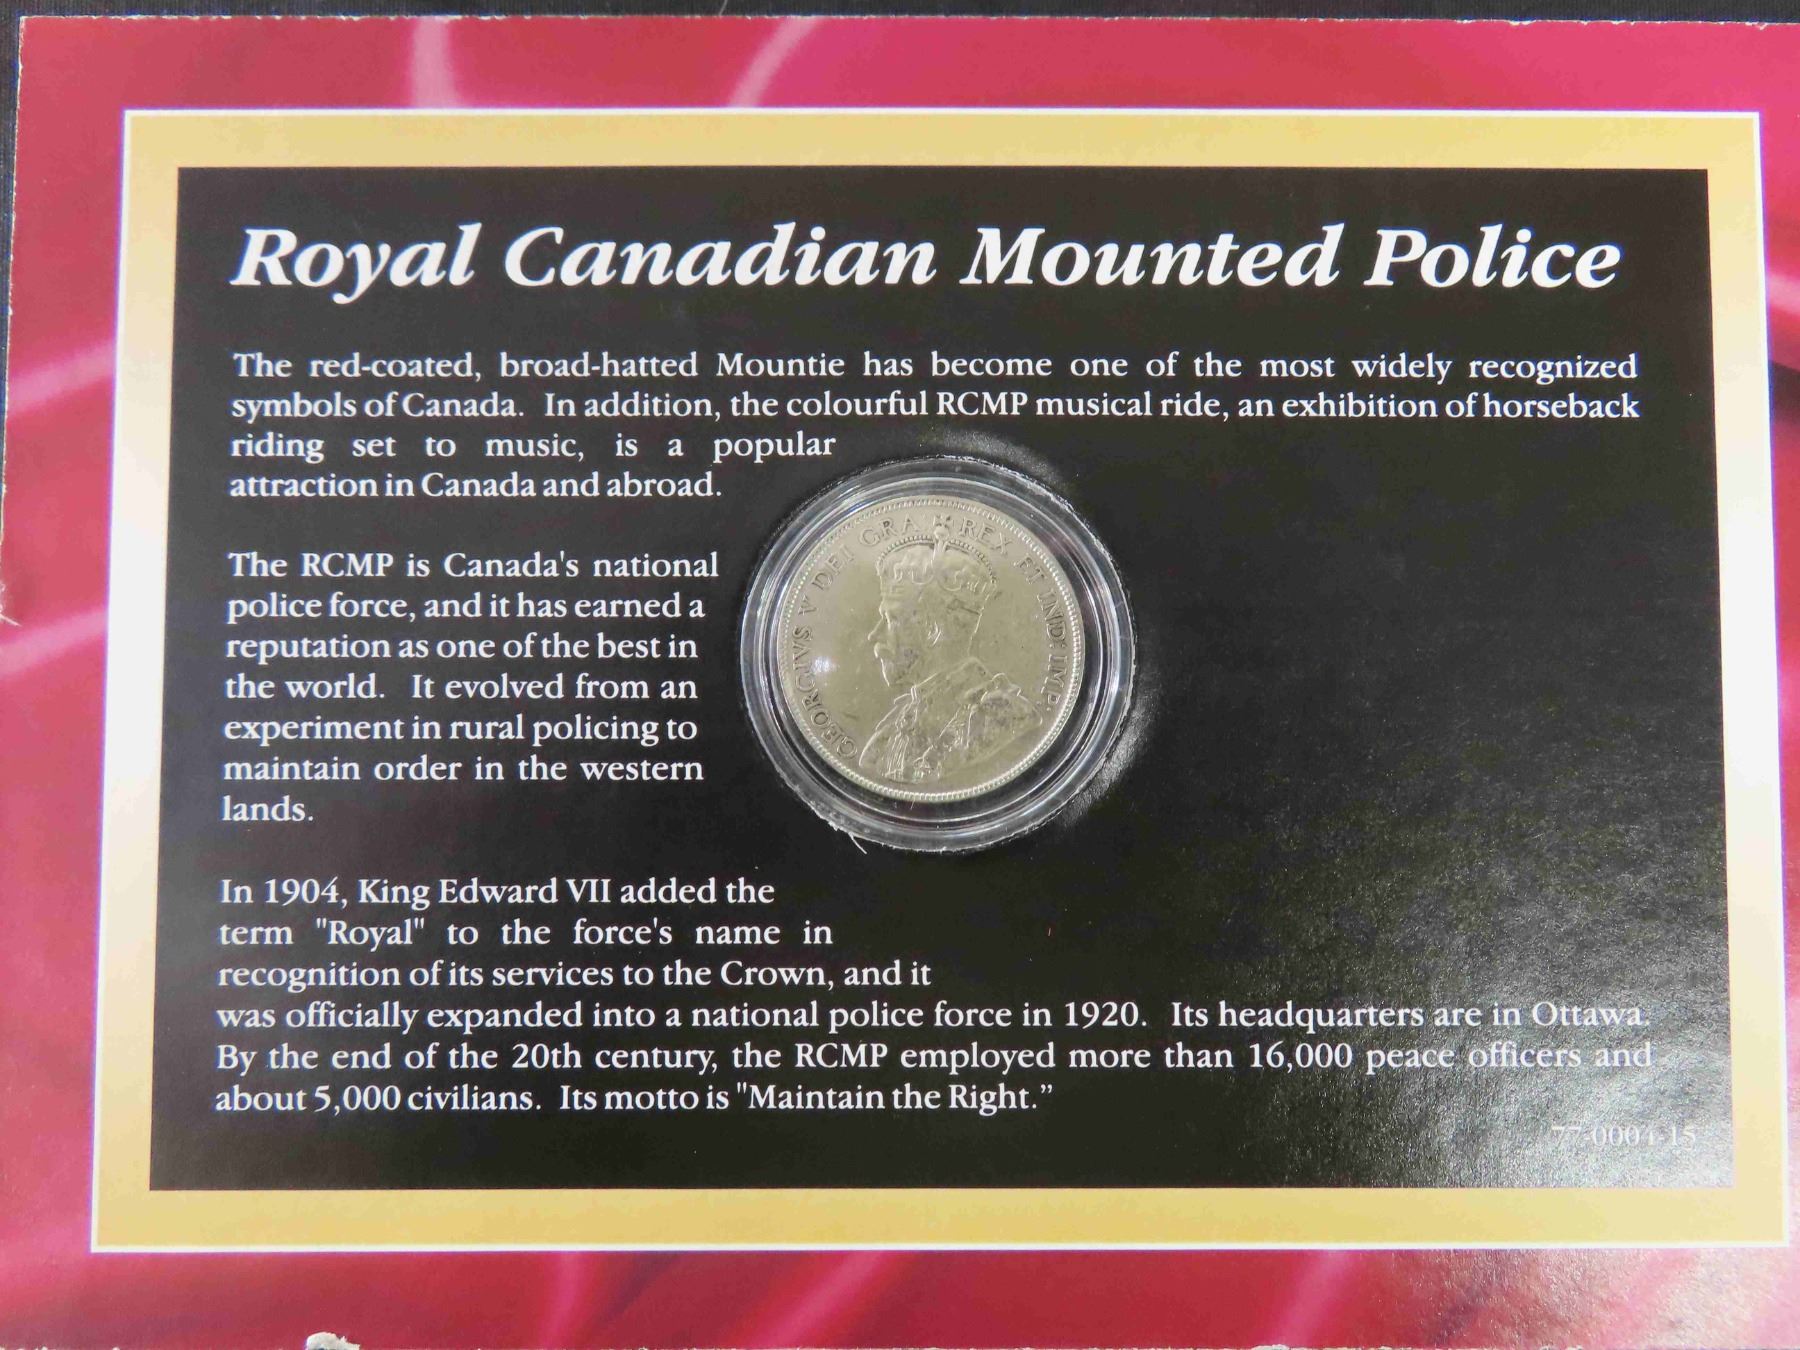 Royal Canadian Mounted Police
The red-coated, broad-hatted Mountie has become one of the most widely recognized
symbols of Canada. In addition, the colourful RCMP musical ride, an exhibition of horseback
riding set to music, is a popular
attraction in Canada and abroad.
The RCMP is Canada's national
police force, and it has earned a
reputation as one of the best in
the world. It evolved from an
experiment in rural policing to
maintain order in the western
lands.
GEORGIVS V DEI GRA REX ET IND: IMP:
In 1904, King Edward VII added the
term "Royal" to the force's name in
recognition of its services to the Crown, and it
was officially expanded into a national police force in 1920. Its headquarters are in Ottawa.
By the end of the 20th century, the RCMP employed more than 16,000 peace officers and
about 5,000 civilians. Its motto is "Maintain the Right.”
77-0004-15